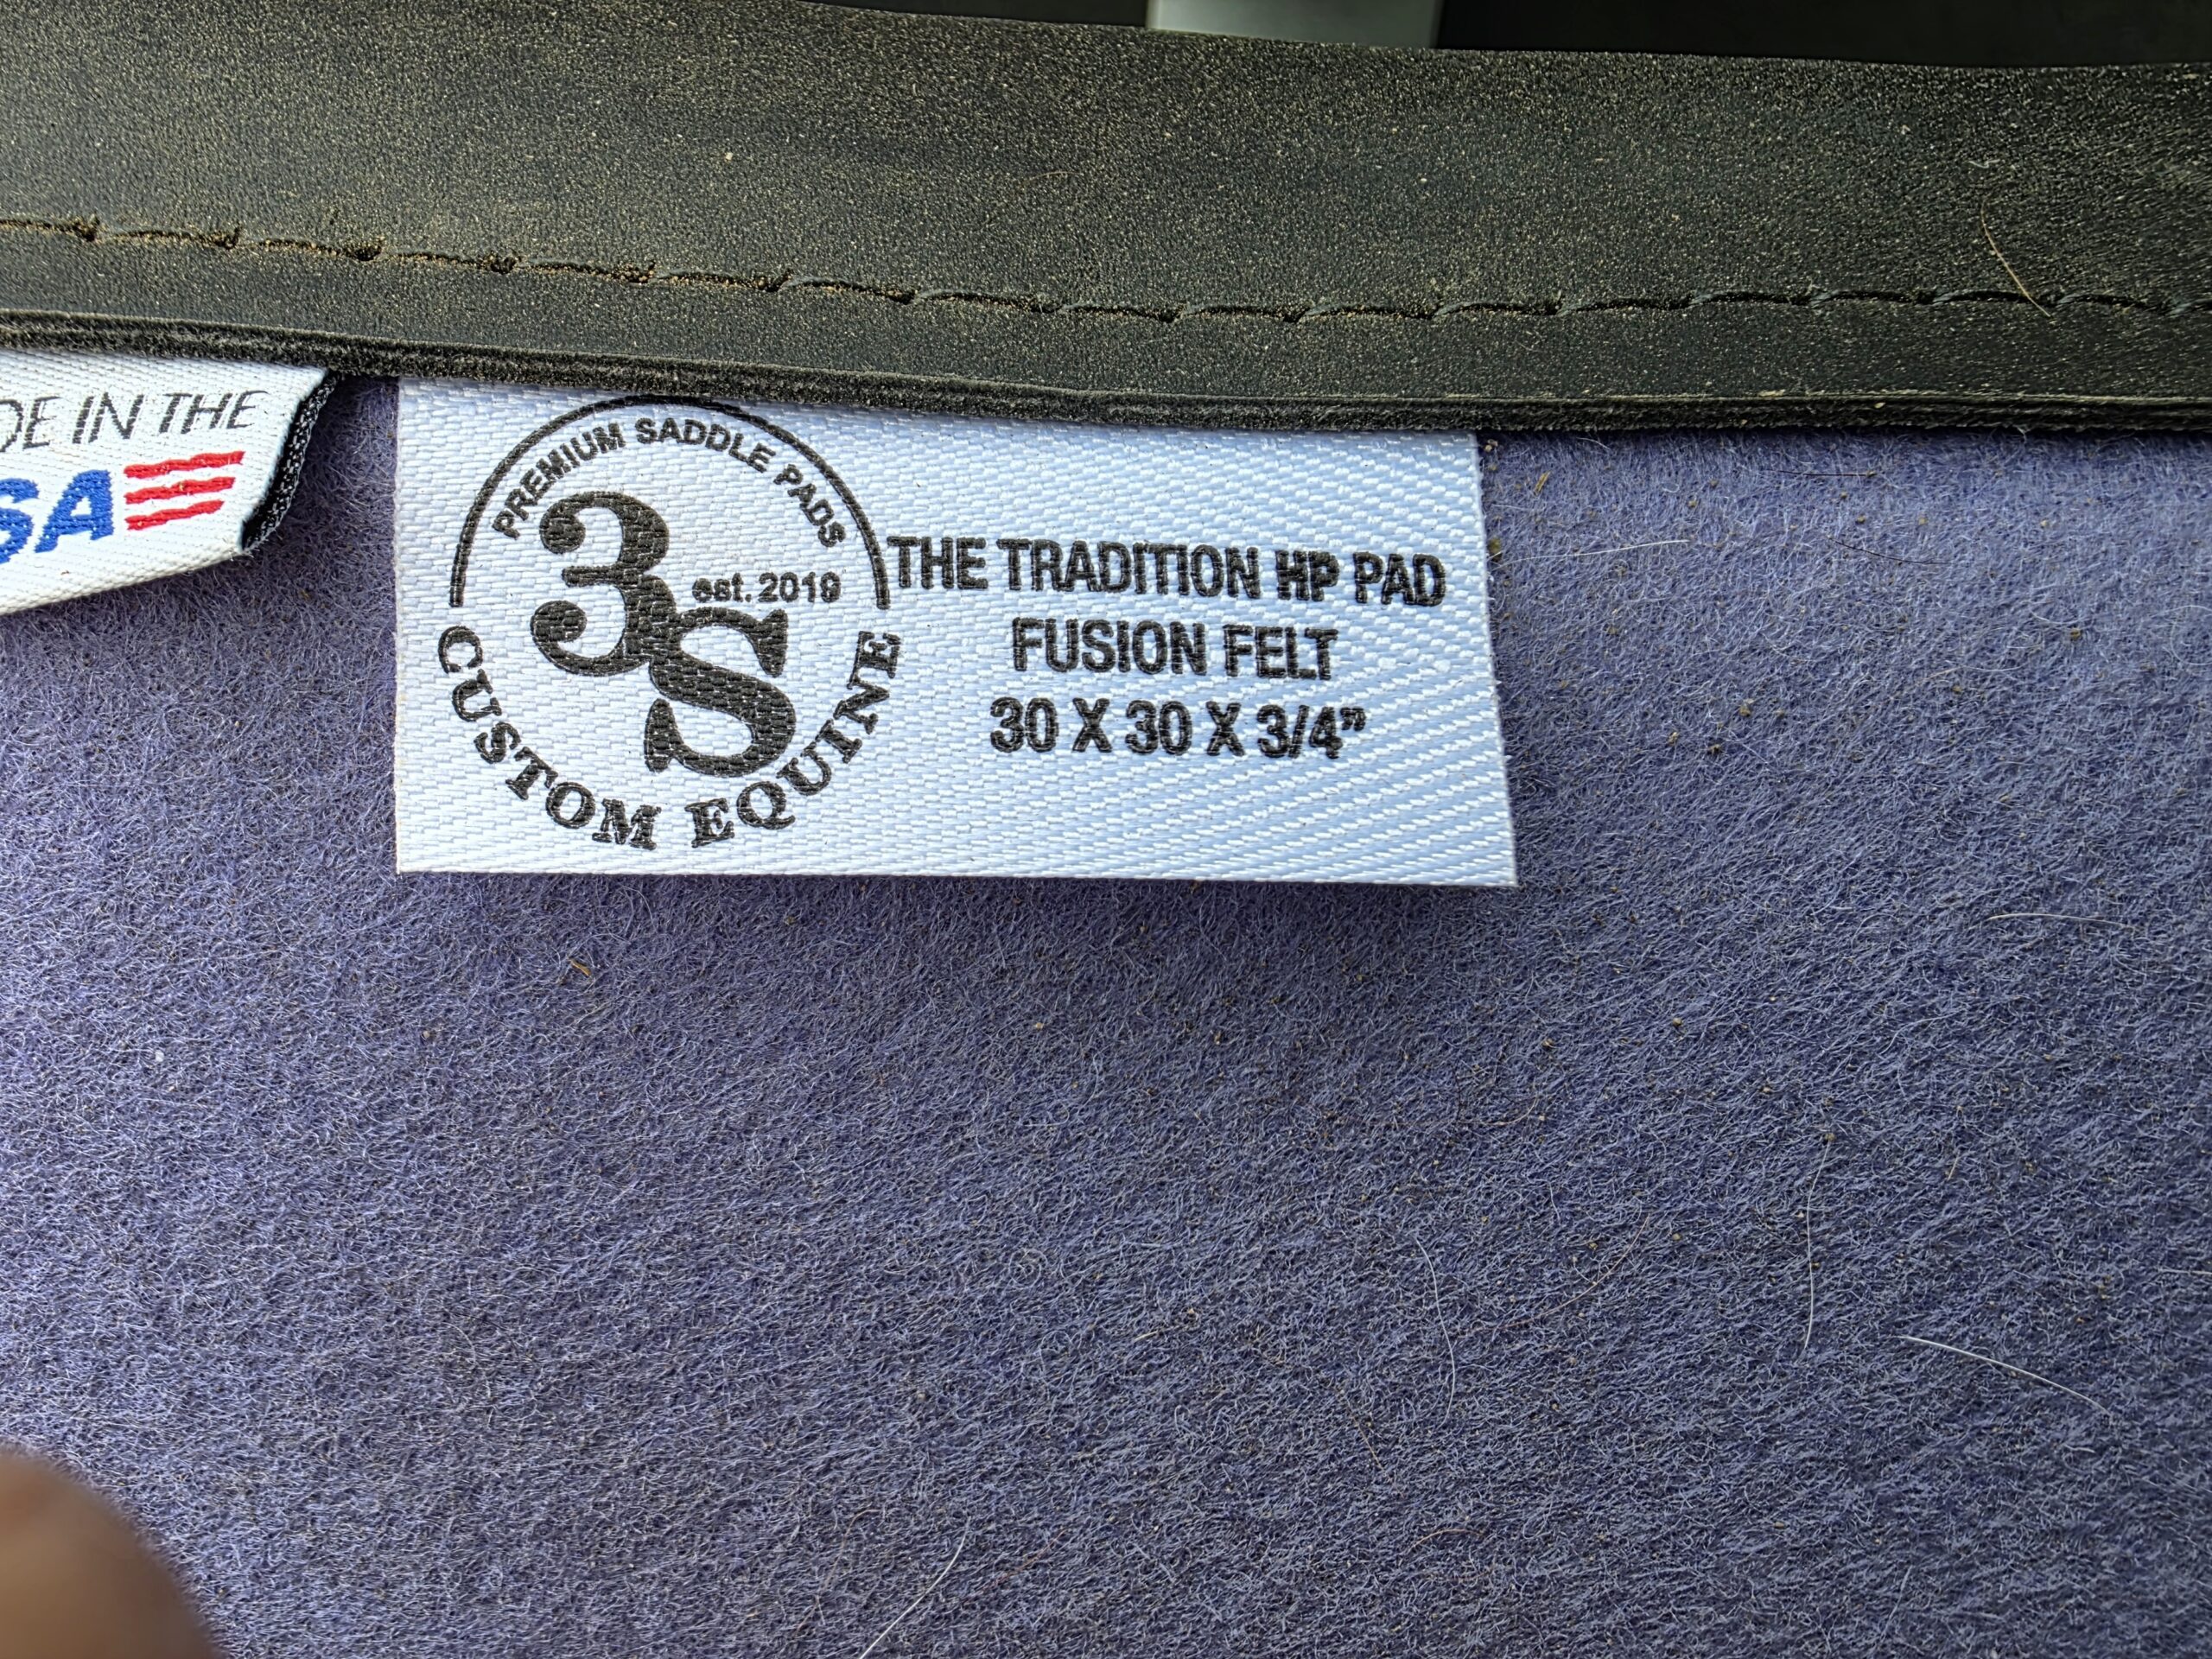 DE IN THE
SA
PREMIUM SADDLE PADS
3S
est. 2019
CUSTOM EQUINE
THE TRADITION HP PAD
FUSION FELT
30 X 30 X 3/4”